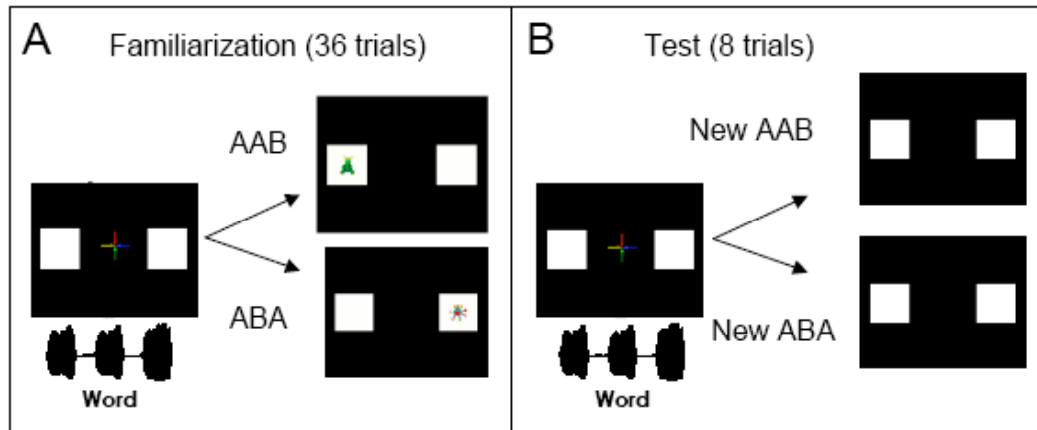 A
Familiarization (36 trials)
AAB
ABA
Word
B
Test (8 trials)
New AAB
New ABA
Word